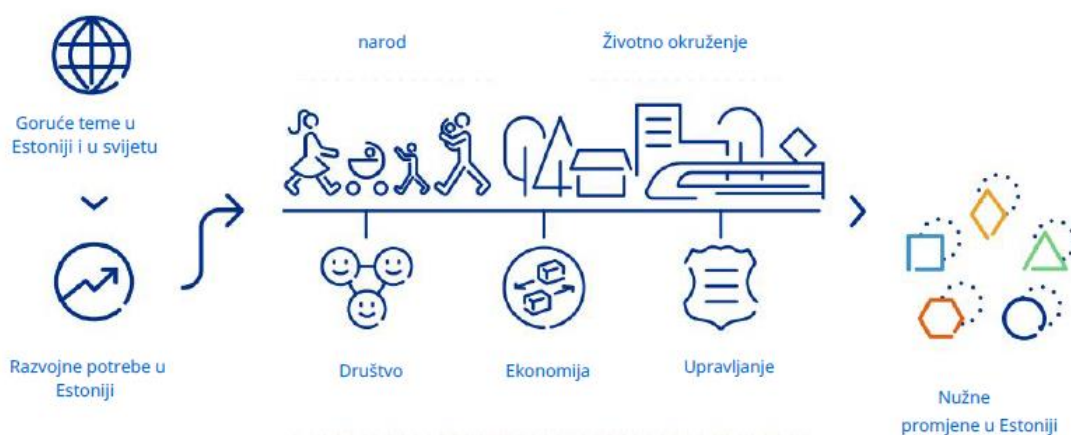 Goruće teme u
Estoniji i u svijetu
Razvojne potrebe u
Estoniji
narod
Životno okruženje
Društvo
Ekonomija
Upravljanje
Nužne
promjene u Estoniji